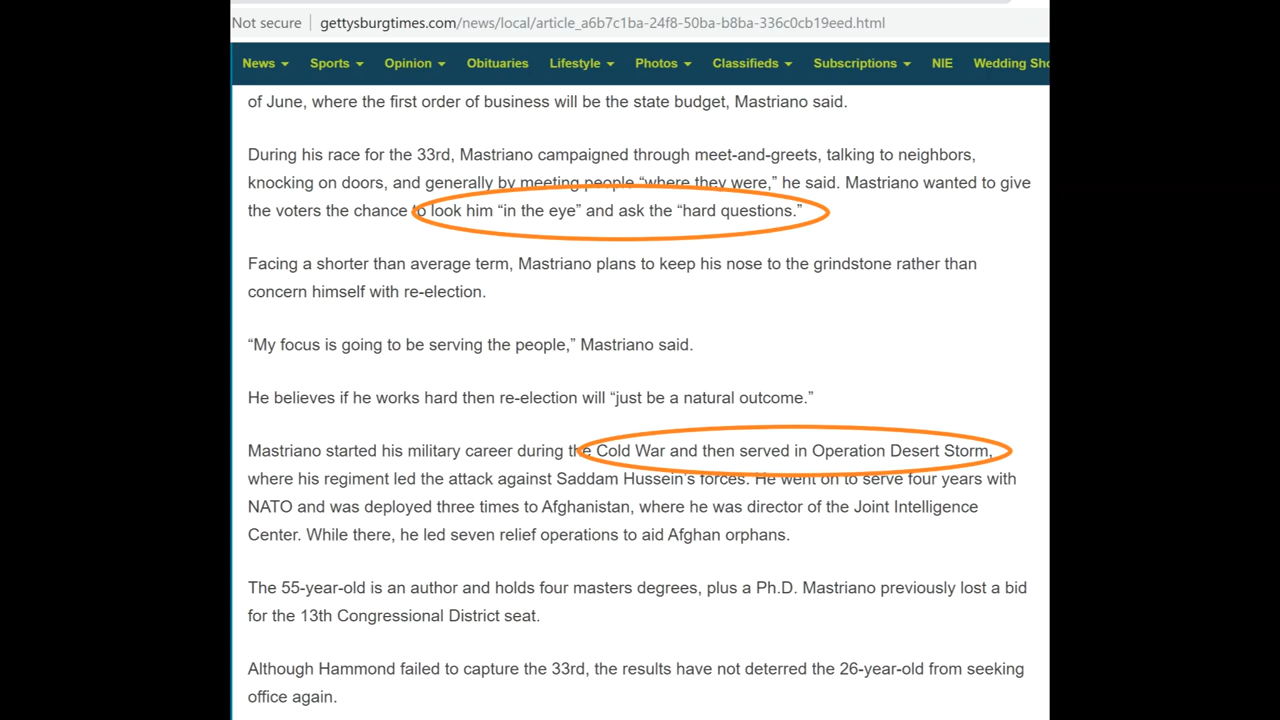 Not secure | gettysburgtimes.com/news/local/article_a6b7c1ba-24f8-50ba-b8ba-336c0cb19eed.html
News Sports Opinion Obituaries Lifestyle Photos Classifieds Subscriptions NIE Wedding Sho
of June, where the first order of business will be the state budget, Mastriano said.
During his race for the 33rd, Mastriano campaigned through meet-and-greets, talking to neighbors,
knocking on doors, and generally by meeting people “where they were,” he said. Mastriano wanted to give
the voters the chance to look him “in the eye” and ask the “hard questions.”
Facing a shorter than average term, Mastriano plans to keep his nose to the grindstone rather than
concern himself with re-election.
“My focus is going to be serving the people,” Mastriano said.
He believes if he works hard then re-election will “just be a natural outcome.”
Mastriano started his military career during the Cold War and then served in Operation Desert Storm,
where his regiment led the attack against Saddam Hussein’s forces. He went on to serve four years with
NATO and was deployed three times to Afghanistan, where he was director of the Joint Intelligence
Center. While there, he led seven relief operations to aid Afghan orphans.
The 55-year-old is an author and holds four masters degrees, plus a Ph.D. Mastriano previously lost a bid
for the 13th Congressional District seat.
Although Hammond failed to capture the 33rd, the results have not deterred the 26-year-old from seeking
office again.